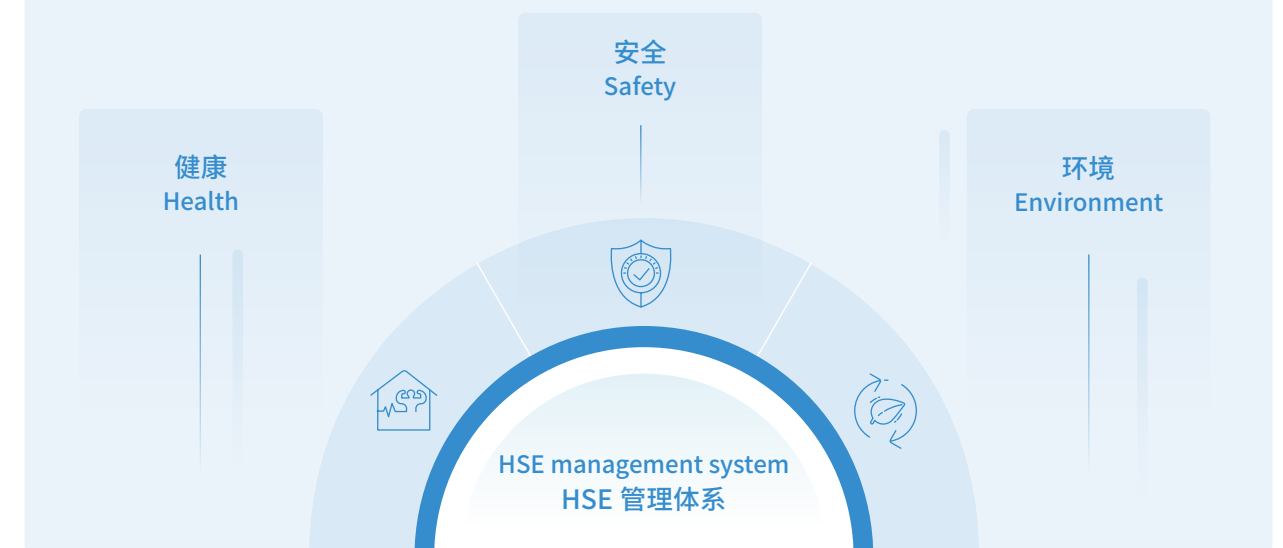 安全
Safety
健康
Health
环境
Environment
HSE management system
HSE 管理体系